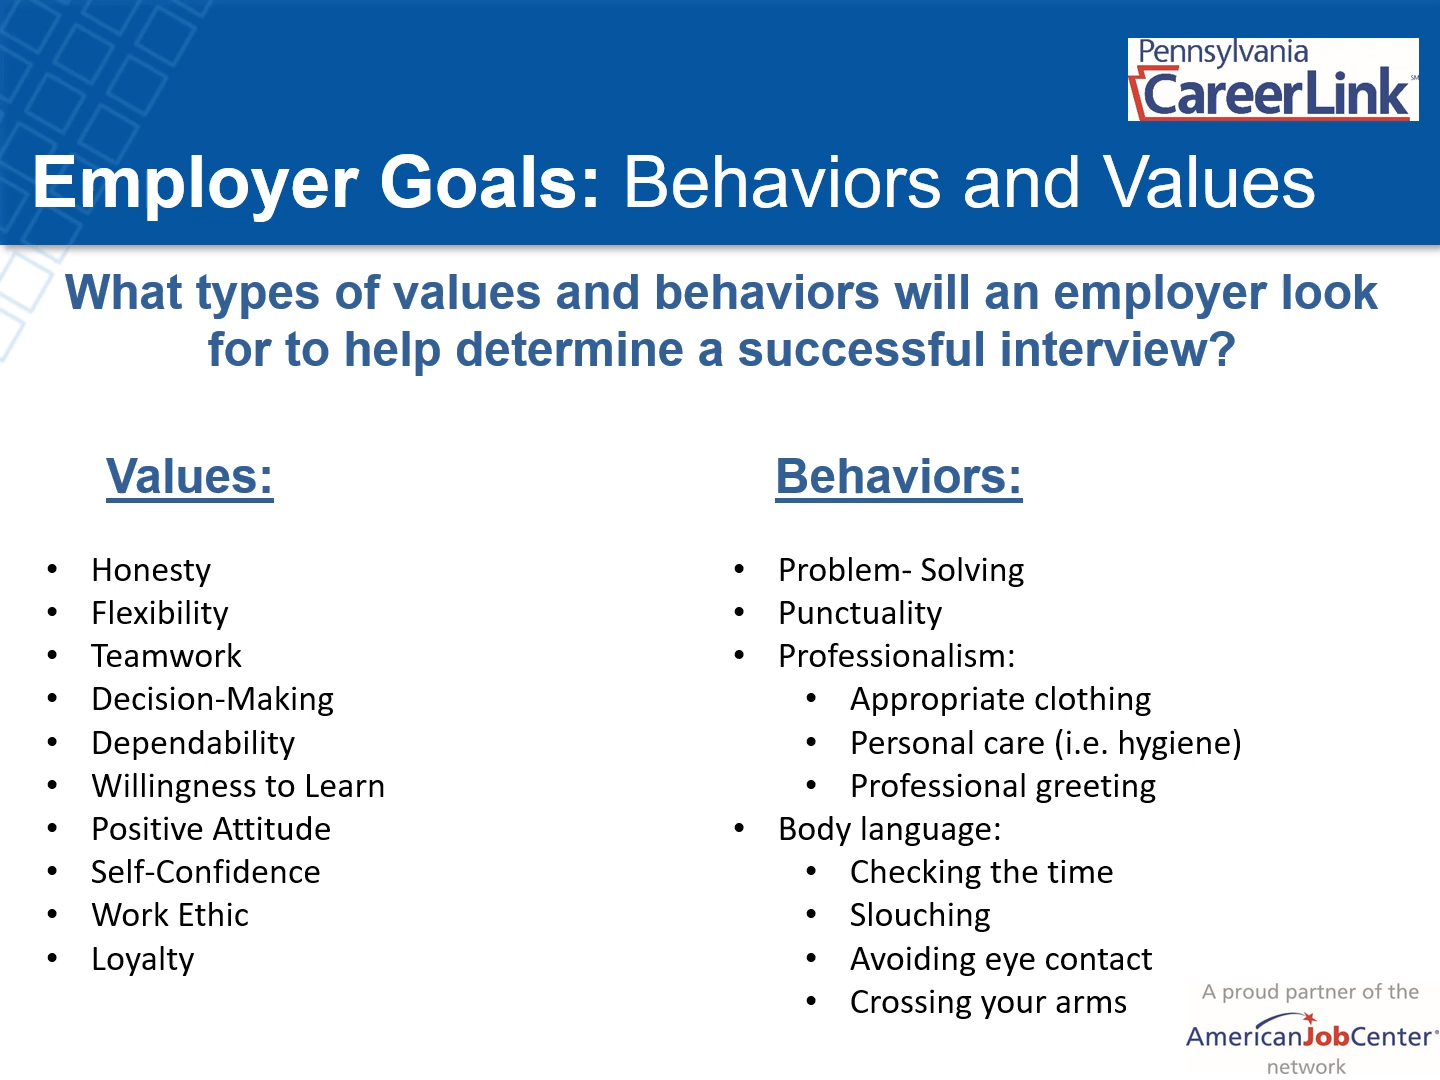 Pennsylvania
CareerLink SM
Employer Goals: Behaviors and Values
What types of values and behaviors will an employer look
for to help determine a successful interview?
Values:
• Honesty
• Flexibility
• Teamwork
• Decision-Making
• Dependability
• Willingness to Learn
• Positive Attitude
• Self-Confidence
• Work Ethic
• Loyalty
Behaviors:
• Problem- Solving
• Punctuality
• Professionalism:
• Appropriate clothing
• Personal care (i.e. hygiene)
• Professional greeting
• Body language:
• Checking the time
• Slouching
• Avoiding eye contact
• Crossing your arms
A proud partner of the
AmericanJobCenter®
network